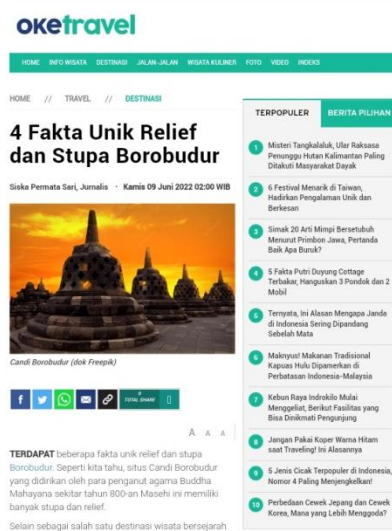 oketravel
HOME INFO WISATA DESTINASI JALAN-JALAN WISATA KULINER FOTO VIDEO INDEKS
HOME // TRAVEL // DESTINASI
4 Fakta Unik Relief
dan Stupa Borobudur
Siska Permata Sari, Jurnalis · Kamis 09 Juni 2022 02:00 WIB
Candi Borobudur (dok Freepik)
TOTAL SHARE
A A A
TERDAPAT beberapa fakta unik relief dan stupa
Borobudur. Seperti kita tahu, situs Candi Borobudur
yang didirikan oleh para penganut agama Buddha
Mahayana sekitar tahun 800-an Masehi ini memiliki
banyak stupa dan relief.
Selain sebagai salah satu destinasi wisata bersejarah
TERPOPULER BERITA PILIHAN
1 Misteri Tangkalaluk, Ular Raksasa
Penunggu Hutan Kalimantan Paling
Ditakuti Masyarakat Dayak
2 6 Festival Menarik di Taiwan,
Hadirkan Pengalaman Unik dan
Berkesan
3 Simak 20 Arti Mimpi Bersetubuh
Menurut Primbon Jawa, Pertanda
Baik Apa Buruk?
4 5 Fakta Putri Duyung Cottage
Terbakar, Hanguskan 3 Pondok dan 2
Mobil
5 Ternyata, Ini Alasan Mengapa Janda
di Indonesia Sering Dipandang
Sebelah Mata
6 Maknyus! Makanan Tradisional
Kapuas Hulu Dipamerkan di
Perbatasan Indonesia-Malaysia
7 Kebun Raya Indrokilo Mulai
Menggeliat, Berikut Fasilitas yang
Bisa Dinikmati Pengunjung
8 Jangan Pakai Koper Warna Hitam
saat Traveling! Ini Alasannya
9 5 Jenis Cicak Terpopuler di Indonesia,
Nomor 4 Paling Menjengkelkan!
10 Perbedaan Cewek Jepang dan Cewek
Korea, Mana yang Lebih Menggoda?